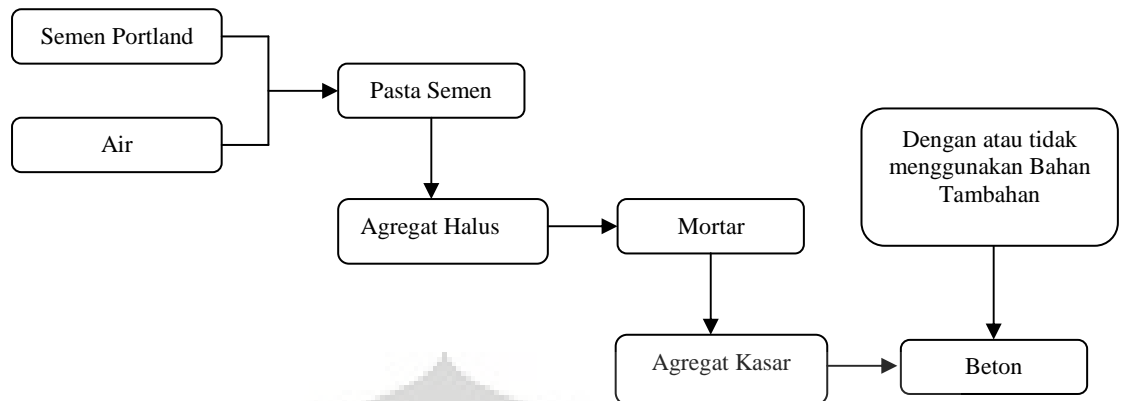 Semen Portland
Air
Pasta Semen
Agregat Halus
Mortar
Agregat Kasar
Dengan atau tidak
menggunakan Bahan
Tambahan
Beton